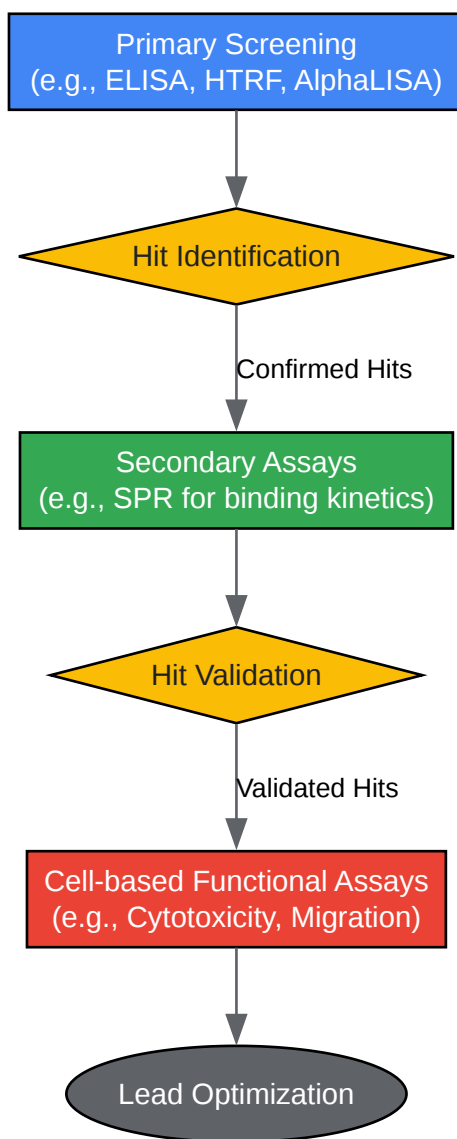 Primary Screening
(e.g., ELISA, HTRF, AlphaLISA)
Hit Identification
Confirmed Hits
Secondary Assays
(e.g., SPR for binding kinetics)
Hit Validation
Validated Hits
Cell-based Functional Assays
(e.g., Cytotoxicity, Migration)
Lead Optimization